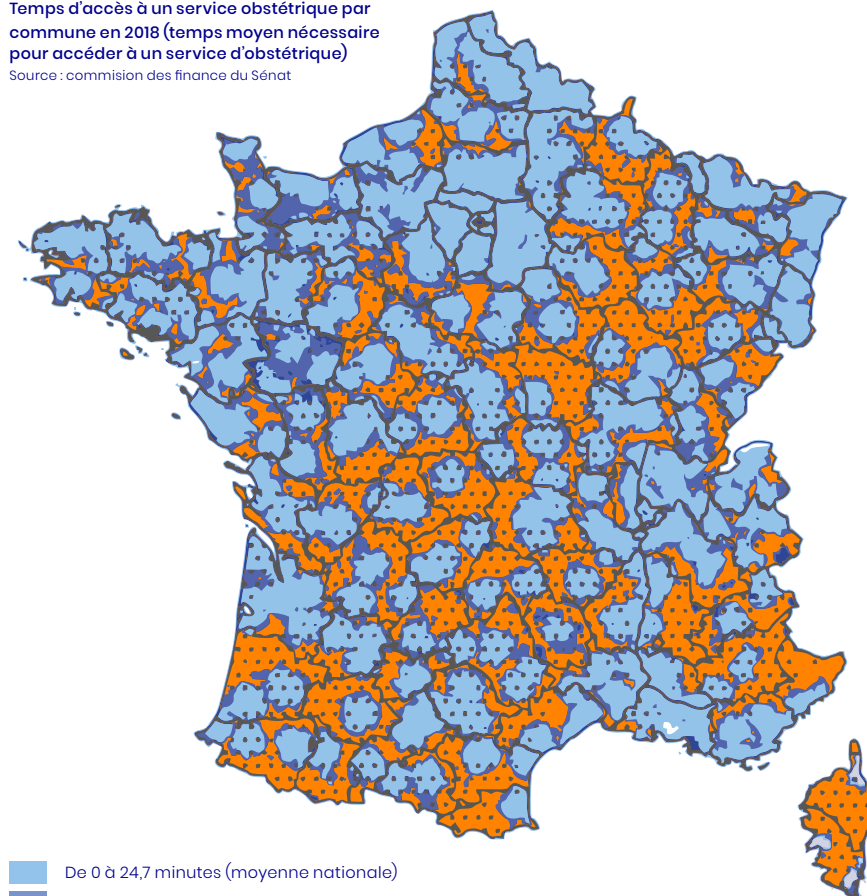 Temps d’accès à un service obstétrique par
commune en 2018 (temps moyen nécessaire
pour accéder à un service d’obstétrique)
Source : commision des finance du Sénat
De 0 à 24,7 minutes (moyenne nationale)